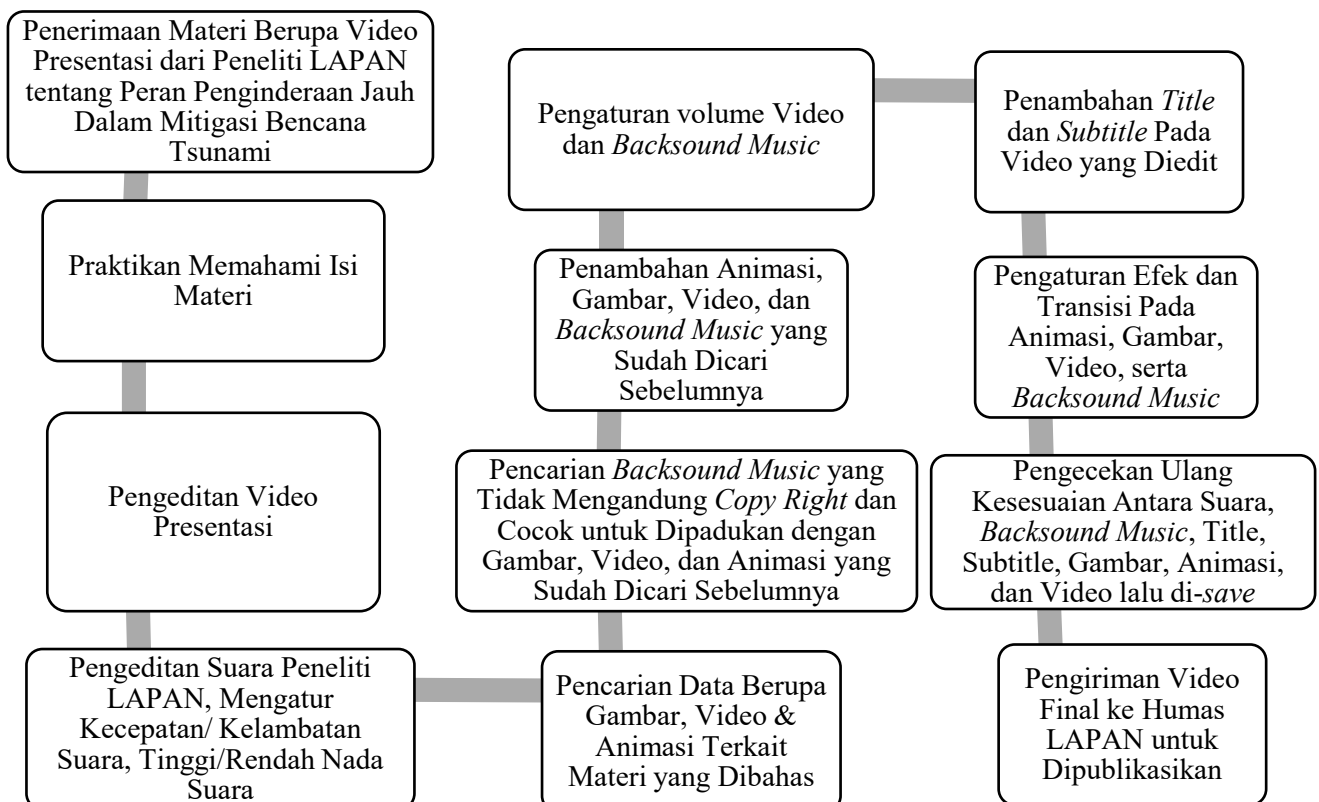 Penerimaan Materi Berupa Video
Presentasi dari Peneliti LAPAN
tentang Peran Penginderaan Jauh
Dalam Mitigasi Bencana
Tsunami
Praktikan Memahami Isi
Materi
Pengeditan Video
Presentasi
Pengeditan Suara Peneliti
LAPAN, Mengatur
Kecepatan/ Kelambatan
Suara, Tinggi/Rendah Nada
Suara
Pencarian Data Berupa
Gambar, Video &
Animasi Terkait
Materi yang Dibahas
Pencarian Backsound Music yang
Tidak Mengandung Copy Right dan
Cocok untuk Dipadukan dengan
Gambar, Video, dan Animasi yang
Sudah Dicari Sebelumnya
Penambahan Animasi,
Gambar, Video, dan
Backsound Music yang
Sudah Dicari
Sebelumnya
Pengaturan volume Video
dan Backsound Music
Penambahan Title
dan Subtitle Pada
Video yang Diedit
Pengaturan Efek dan
Transisi Pada
Animasi, Gambar,
Video, serta
Backsound Music
Pengecekan Ulang
Kesesuaian Antara Suara,
Backsound Music, Title,
Subtitle, Gambar, Animasi,
dan Video lalu di-save
Pengiriman Video
Final ke Humas
LAPAN untuk
Dipublikasikan